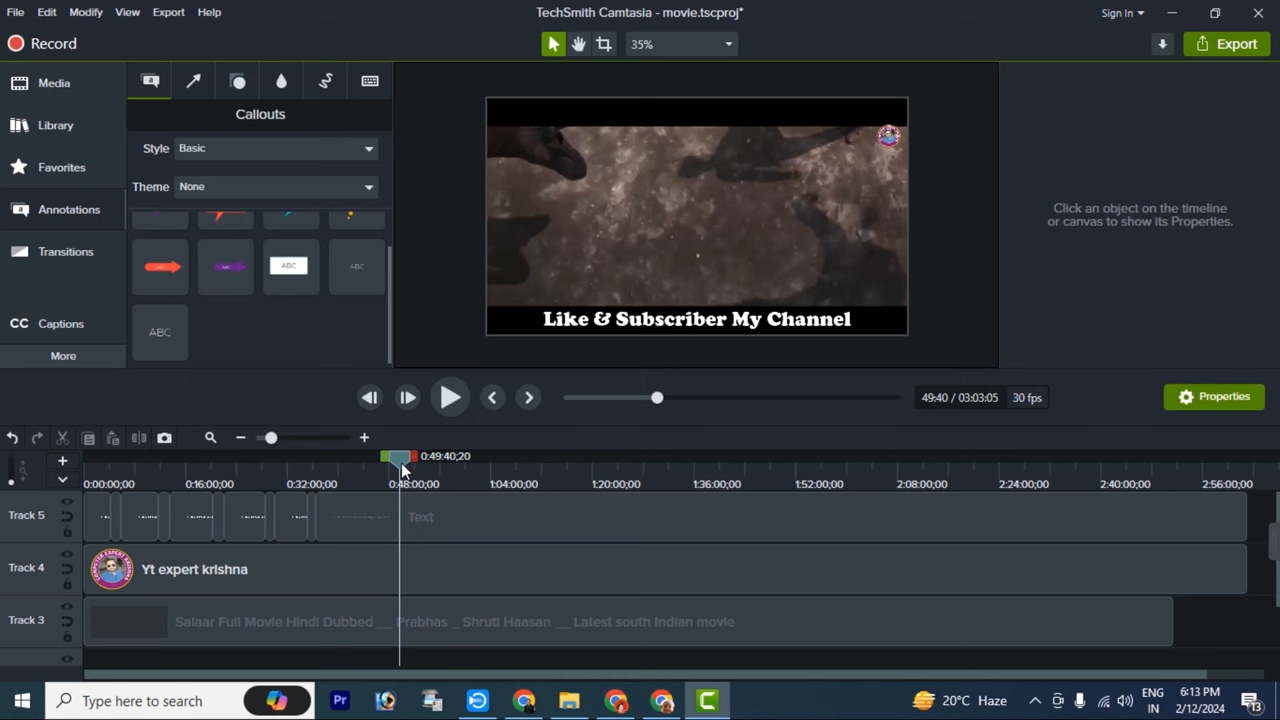 File Edit Modify View Export Help
TechSmith Camtasia - movie.tscproj*
Sign In
Record
35%
Export
Media
Library
Favorites
Annotations
Transitions
CC Captions
More
Callouts
Style Basic
Theme None
ABC
ABC
ABC
Like & Subscriber My Channel
Click an object on the timeline
or canvas to show its Properties.
49:40 / 03:03:05 30 fps
Properties
0:49:40;20
0:00:00;00 0:16:00;00 0:32:00;00 0:48:00;00 1:04:00;00 1:20:00;00 1:36:00;00 1:52:00;00 2:08:00;00 2:24:00;00 2:40:00;00 2:56:00;00
Track 5
Text
Track 4
Yt expert krishna
Track 3
Salaar Full Movie Hindi Dubbed __ Prabhas _ Shruti Haasan __ Latest south Indian movie
Type here to search
Pr
20°C Haze
ENG
IN
6:13 PM
2/12/2024
13